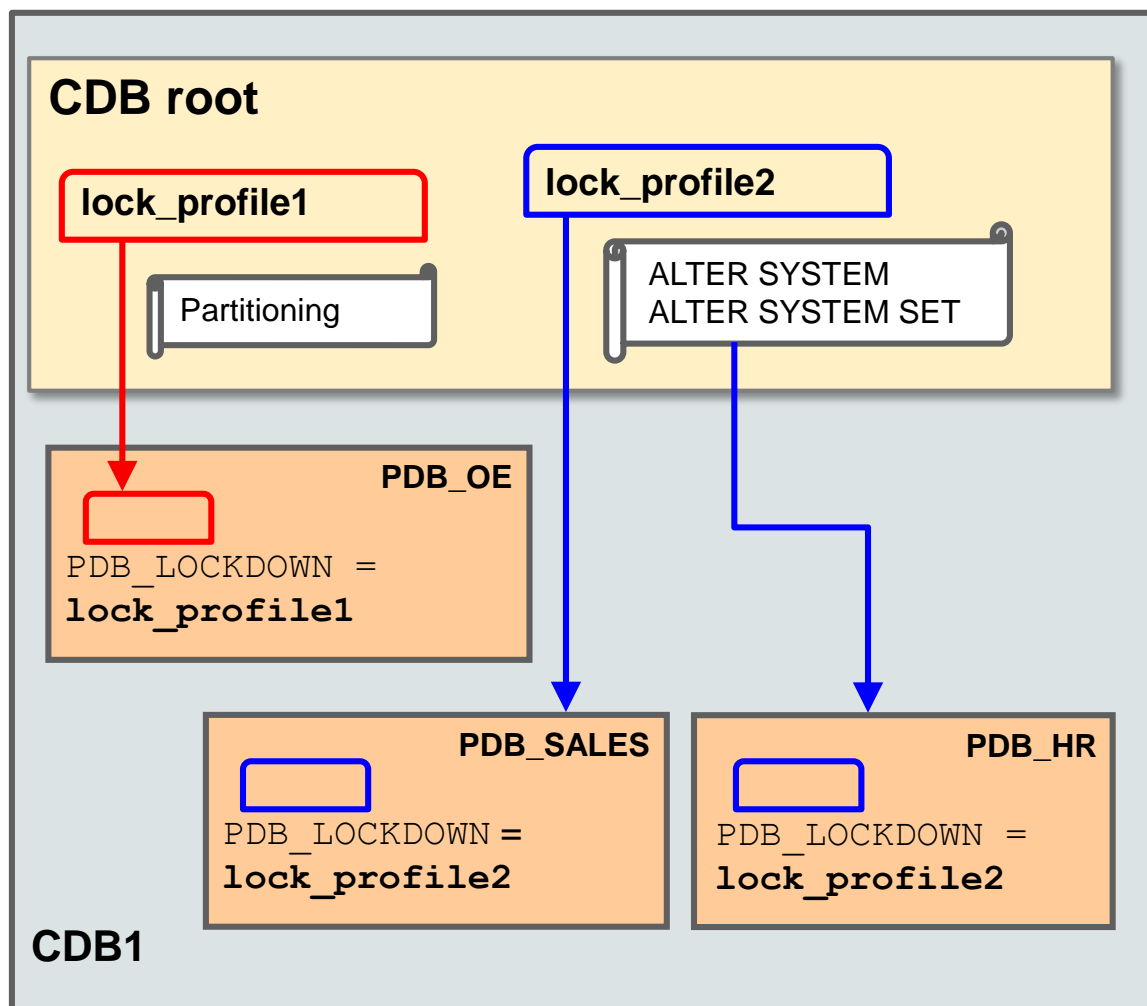 CDB root
lock_profile1
lock_profile2
Partitioning
ALTER SYSTEM
ALTER SYSTEM SET
PDB_OE
PDB_LOCKDOWN =
lock_profile1
PDB_SALES
PDB_LOCKDOWN =
lock_profile2
PDB_HR
PDB_LOCKDOWN =
lock_profile2
CDB1